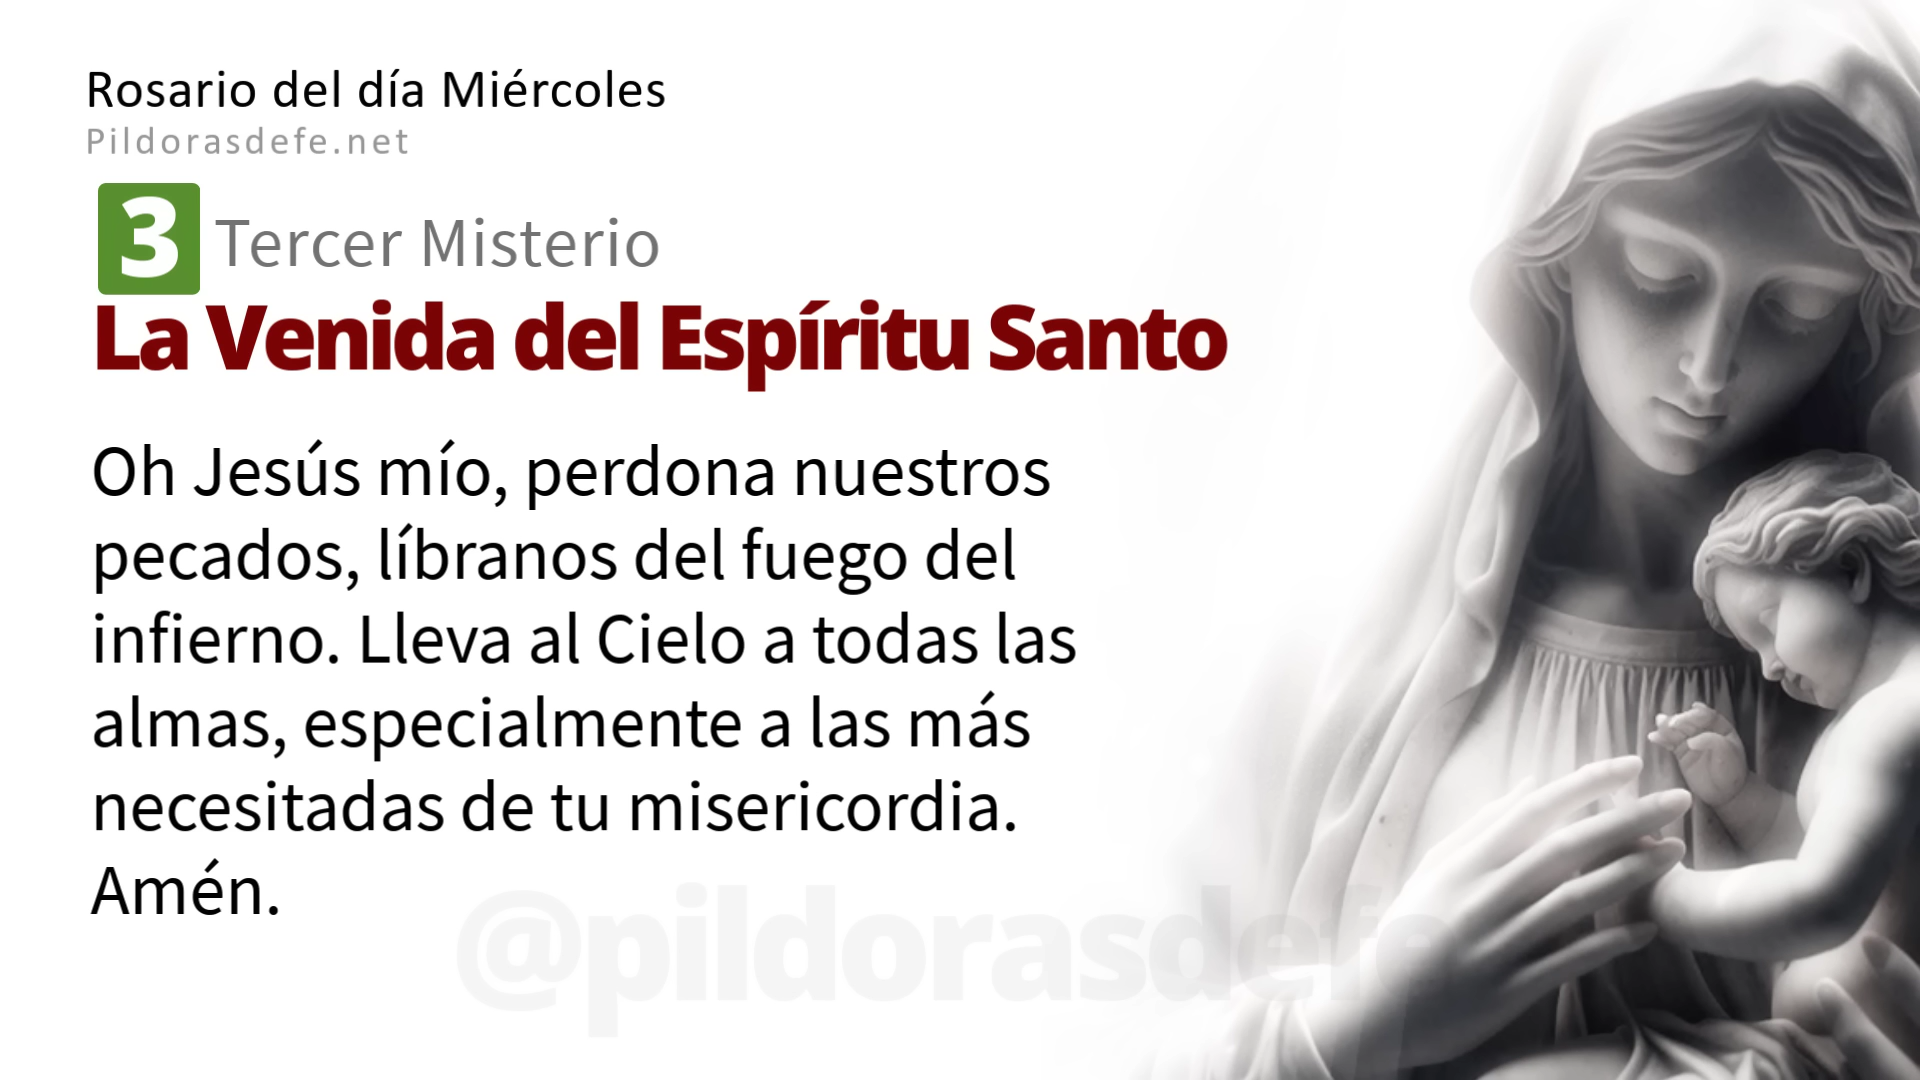 Rosario del día Miércoles
Pildorasdefe.net
3 Tercer Misterio
La Venida del Espíritu Santo
Oh Jesús mío, perdona nuestros
pecados, líbranos del fuego del
infierno. Lleva al Cielo a todas las
almas, especialmente a las más
necesitadas de tu misericordia.
Amén.
@pildorasdefe